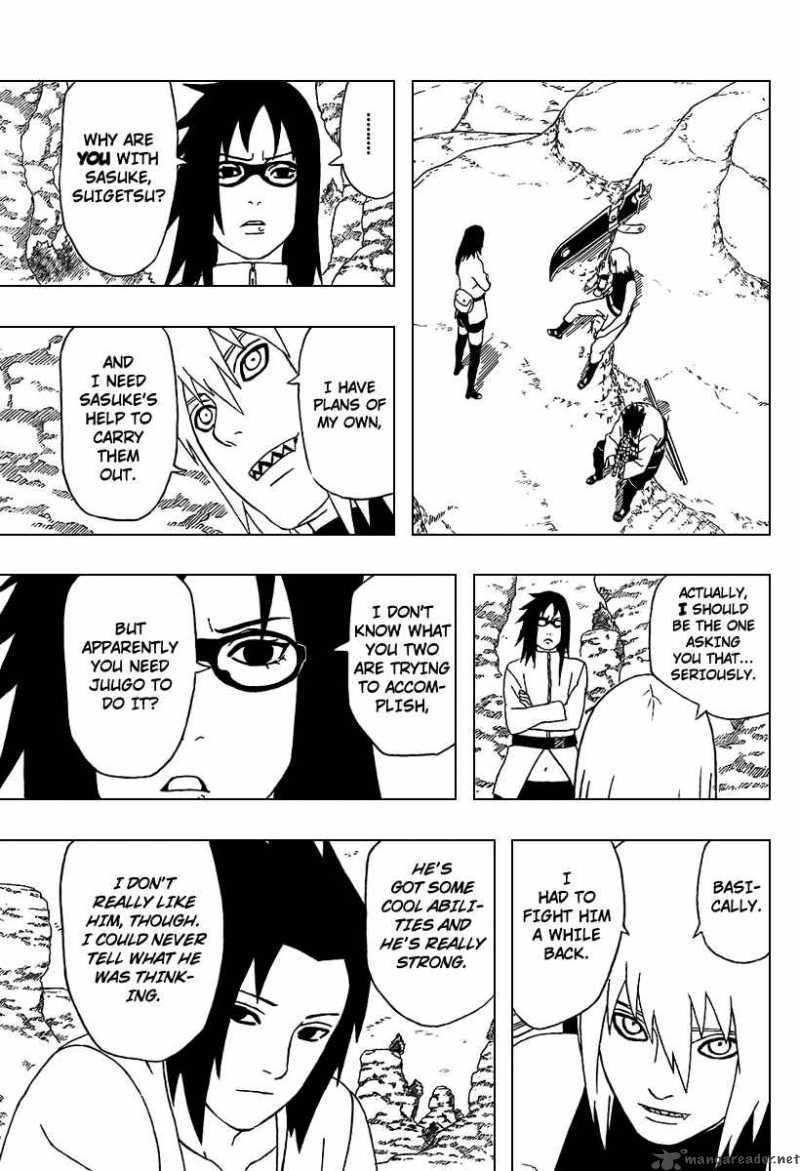 .........
WHY ARE
YOU WITH
SASUKE,
SUIGETSU?
I HAVE
PLANS OF
MY OWN,
AND
I NEED
SASUKE'S
HELP TO
CARRY
THEM
OUT.
ACTUALLY,
I SHOULD
BE THE ONE
ASKING
YOU THAT...
SERIOUSLY.
I DON'T
KNOW WHAT
YOU TWO
ARE TRYING
TO ACCOM-
PLISH,
BUT
APPARENTLY
YOU NEED
JUUGO TO
DO IT?
BASI-
CALLY.
I
HAD TO
FIGHT HIM
A WHILE
BACK.
HE'S
GOT SOME
COOL ABILI-
TIES AND
HE'S REALLY
STRONG.
I DON'T
REALLY LIKE
HIM, THOUGH.
I COULD NEVER
TELL WHAT HE
WAS THINK-
ING.
mangareader.net